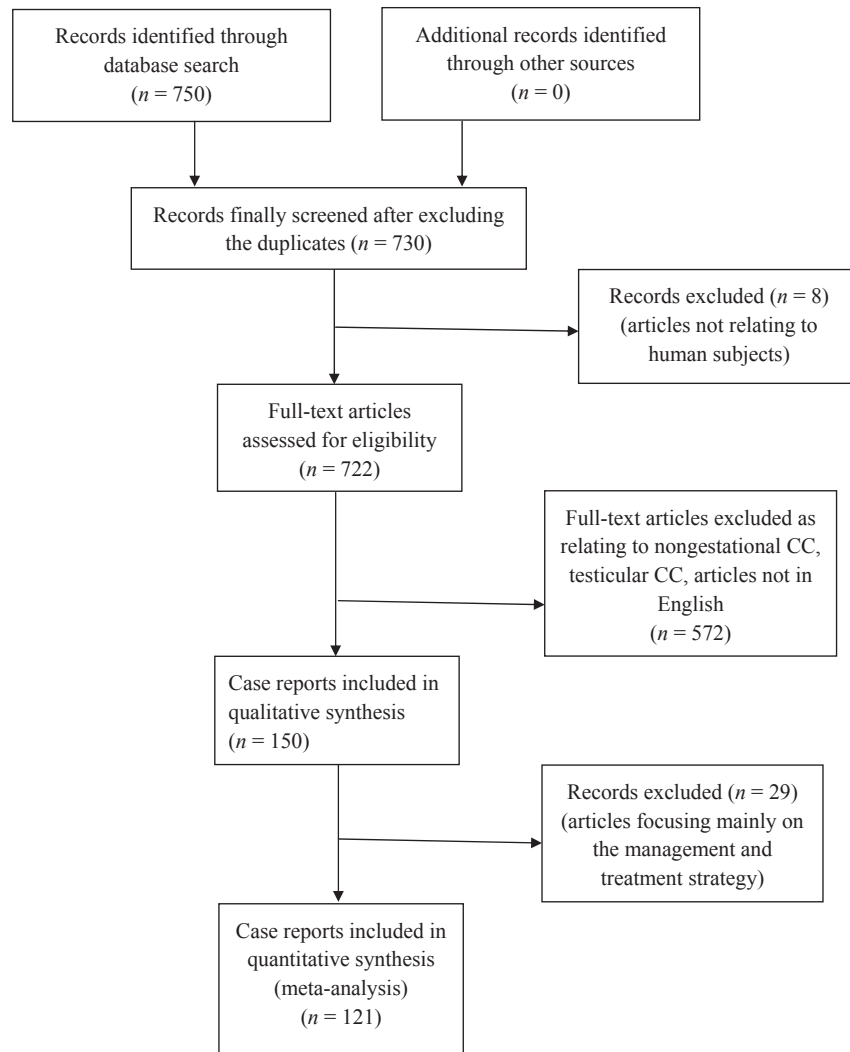 Records identified through
database search
(n = 750)
Additional records identified
through other sources
(n = 0)
Records finally screened after excluding
the duplicates (n = 730)
Records excluded (n = 8)
(articles not relating to
human subjects)
Full-text articles
assessed for eligibility
(n = 722)
Full-text articles excluded as
relating to nongestational CC,
testicular CC, articles not in
English
(n = 572)
Case reports included in
qualitative synthesis
(n = 150)
Records excluded (n = 29)
(articles focusing mainly on
the management and
treatment strategy)
Case reports included in
quantitative synthesis
(meta-analysis)
(n = 121)